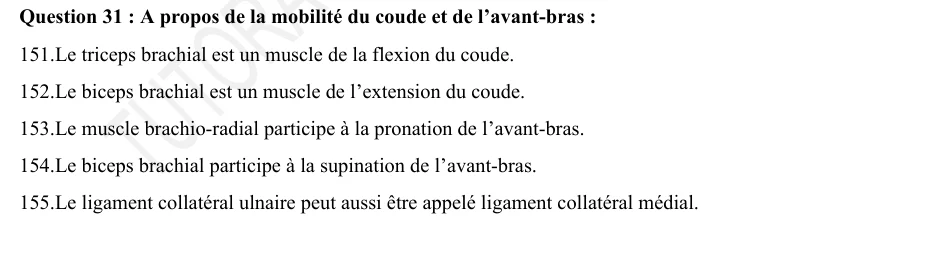 Question 31 : A propos de la mobilité du coude et de l’avant-bras :
151.Le triceps brachial est un muscle de la flexion du coude.
152.Le biceps brachial est un muscle de l’extension du coude.
153.Le muscle brachio-radial participe à la pronation de l’avant-bras.
154.Le biceps brachial participe à la supination de l’avant-bras.
155.Le ligament collatéral ulnaire peut aussi être appelé ligament collatéral médial.